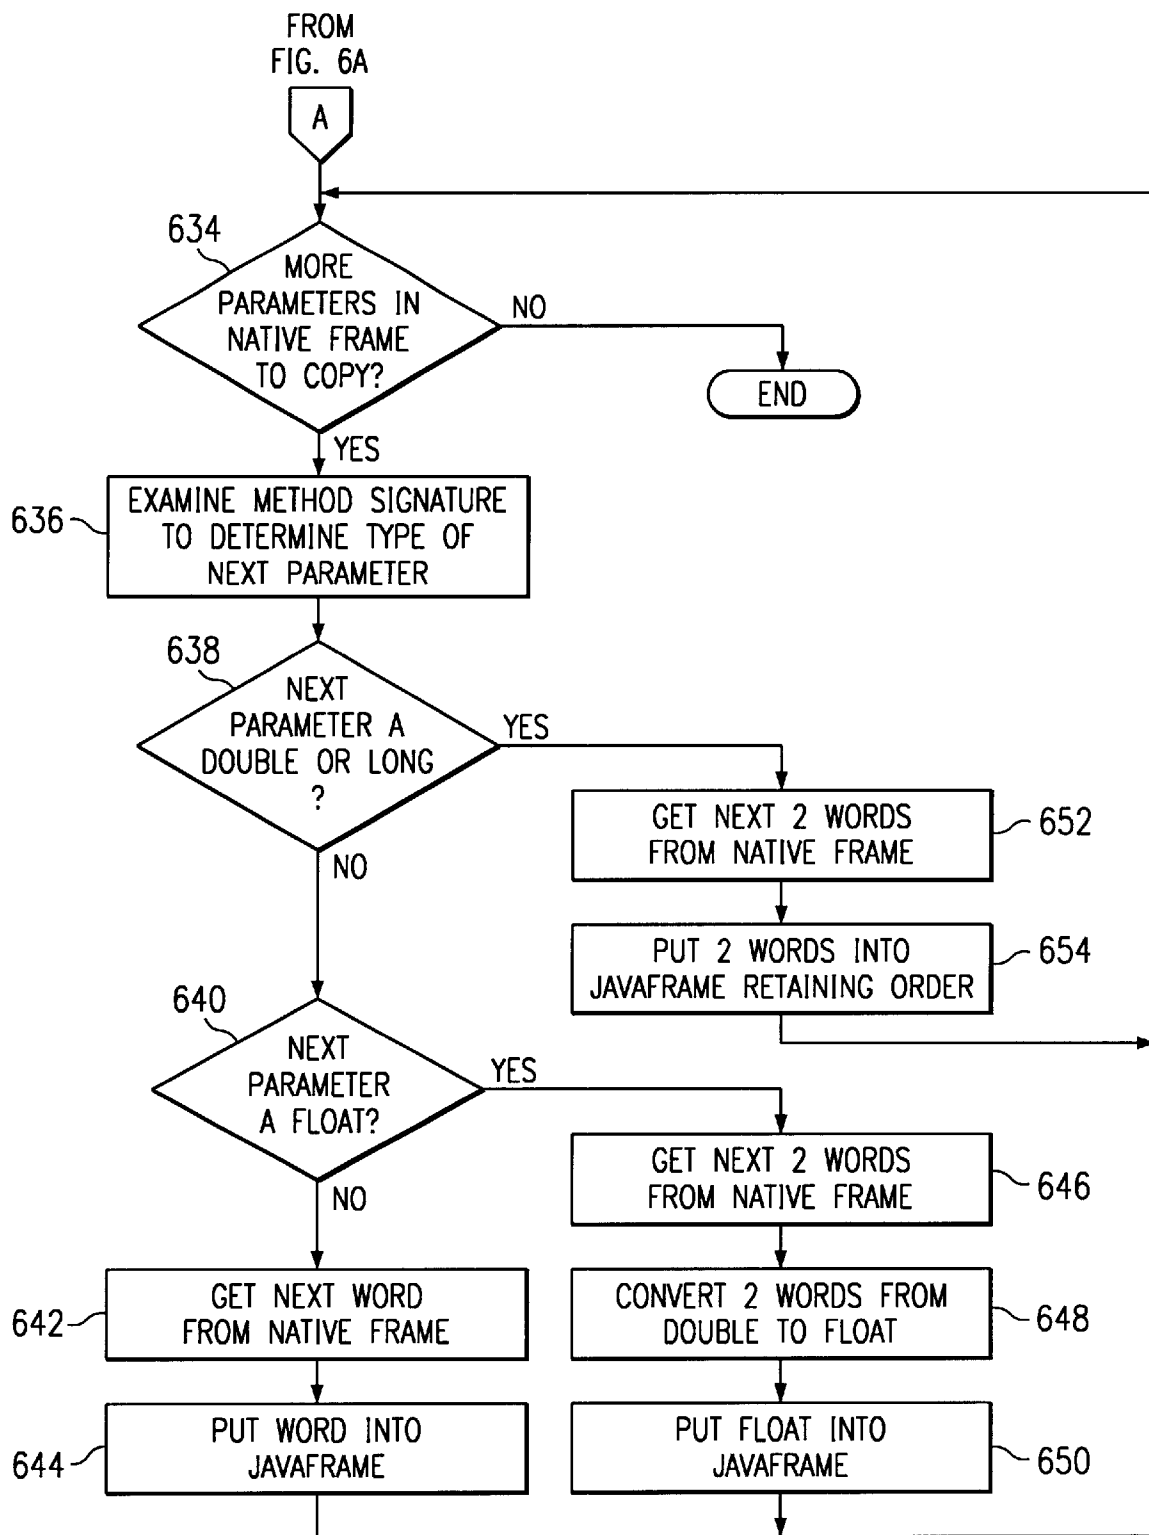 FROM
FIG. 6A
A
634
MORE
PARAMETERS IN
NATIVE FRAME
TO COPY?
NO
END
YES
636
EXAMINE METHOD SIGNATURE
TO DETERMINE TYPE OF
NEXT PARAMETER
638
NEXT
PARAMETER A
DOUBLE OR LONG
?
YES
NO
GET NEXT 2 WORDS
FROM NATIVE FRAME
652
PUT 2 WORDS INTO
JAVAFRAME RETAINING ORDER
654
640
NEXT
PARAMETER
A FLOAT?
YES
NO
GET NEXT 2 WORDS
FROM NATIVE FRAME
646
642
GET NEXT WORD
FROM NATIVE FRAME
CONVERT 2 WORDS FROM
DOUBLE TO FLOAT
648
644
PUT WORD INTO
JAVAFRAME
PUT FLOAT INTO
JAVAFRAME
650